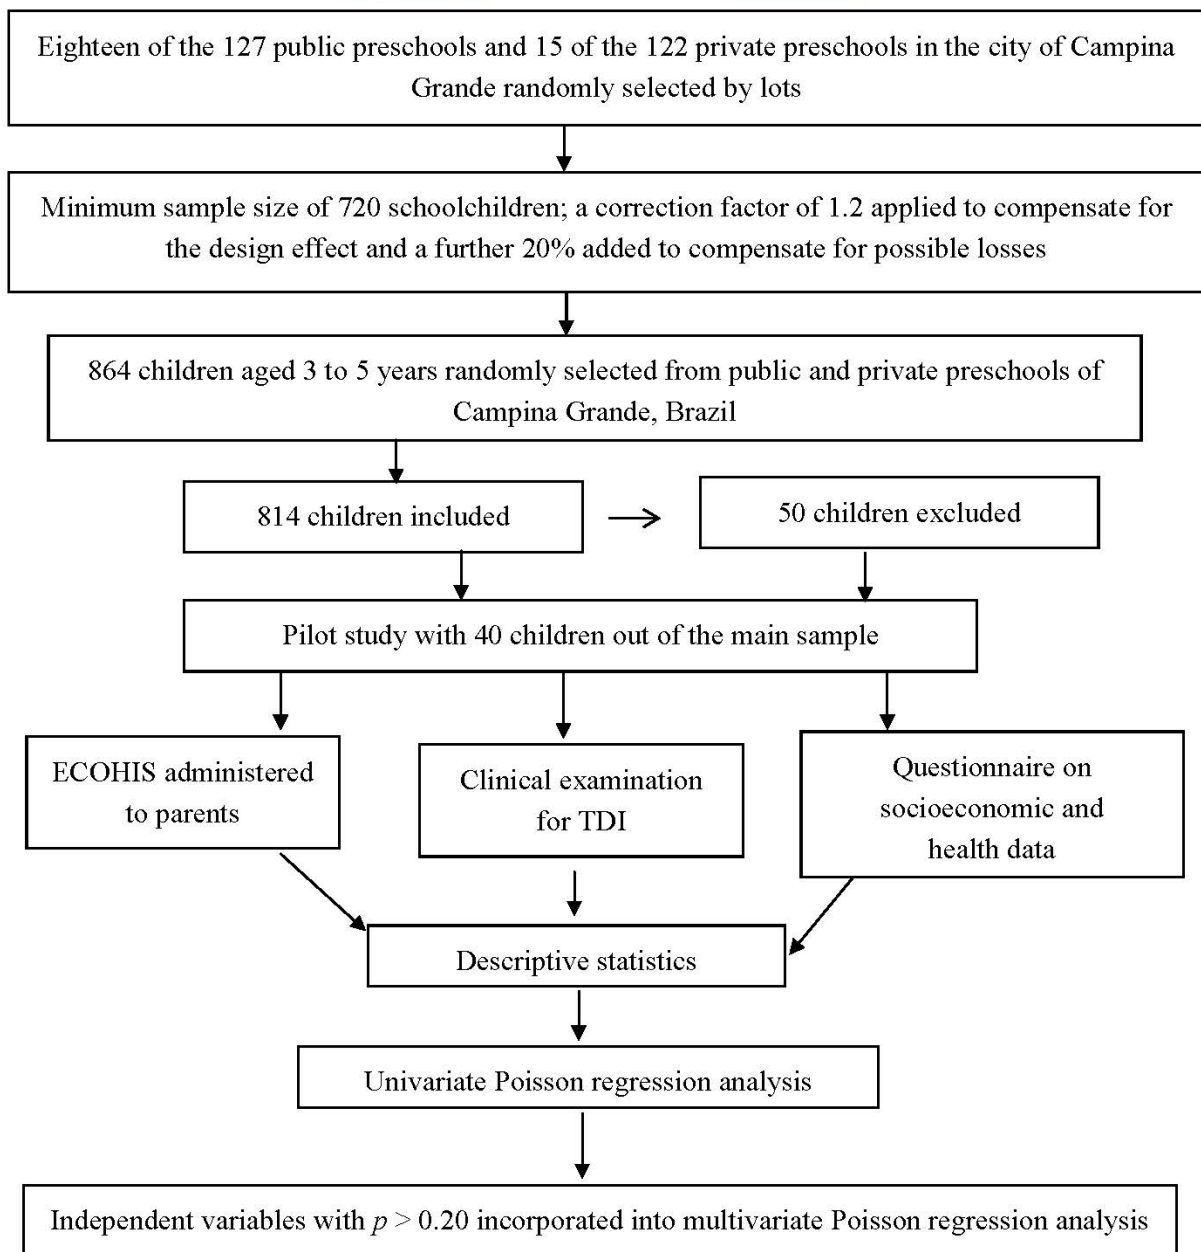 Eighteen of the 127 public preschools and 15 of the 122 private preschools in the city of Campina
Grande randomly selected by lots
Minimum sample size of 720 schoolchildren; a correction factor of 1.2 applied to compensate for
the design effect and a further 20% added to compensate for possible losses
864 children aged 3 to 5 years randomly selected from public and private preschools of
Campina Grande, Brazil
814 children included
50 children excluded
Pilot study with 40 children out of the main sample
ECOHIS administered
to parents
Clinical examination
for TDI
Questionnaire on
socioeconomic and
health data
Descriptive statistics
Univariate Poisson regression analysis
Independent variables with p > 0.20 incorporated into multivariate Poisson regression analysis